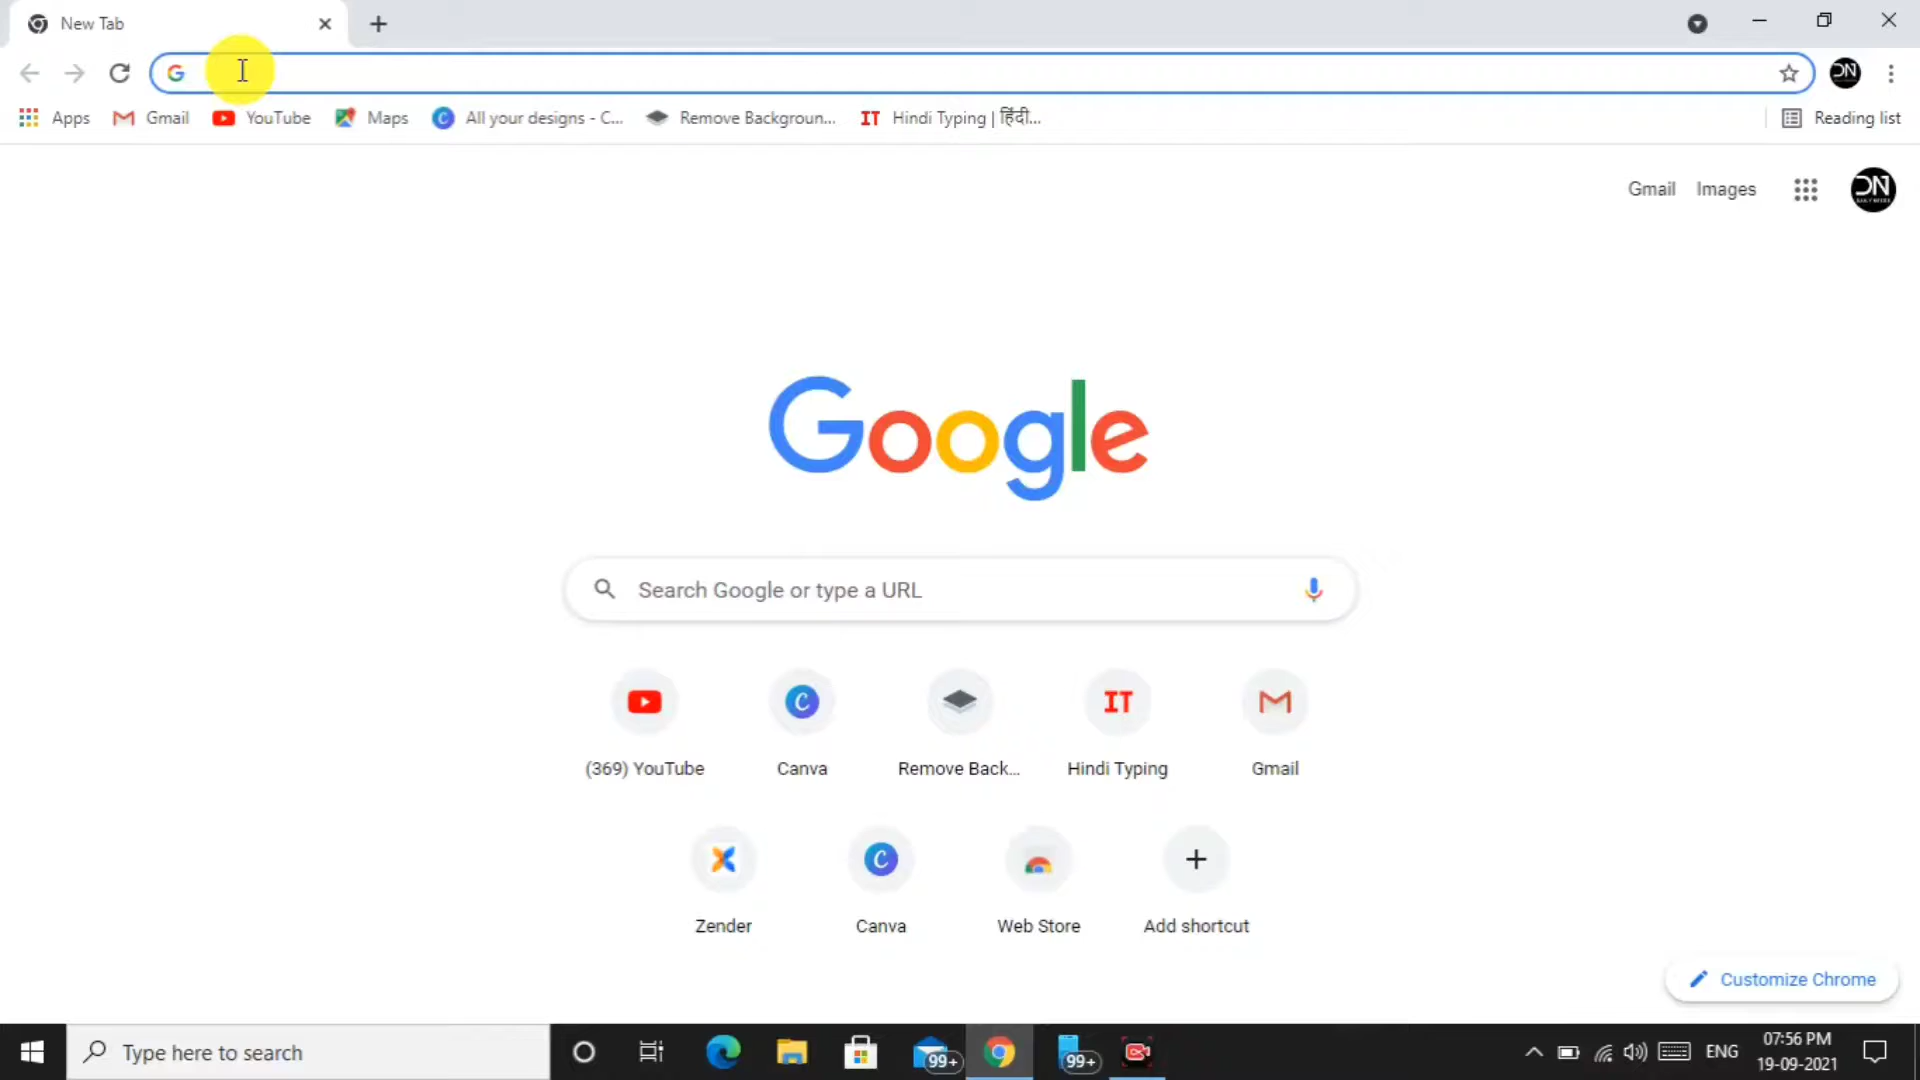 New Tab
Apps
Gmail
YouTube
Maps
All your designs - C...
Remove Backgroun...
IT Hindi Typing | हिंदी...
Reading list
Gmail
Images
DN
Google
Search Google or type a URL
(369) YouTube
Canva
Remove Back...
IT
Hindi Typing
Gmail
Zender
Canva
Web Store
Add shortcut
Customize Chrome
Type here to search
99+
99+
ENG
07:56 PM
19-09-2021